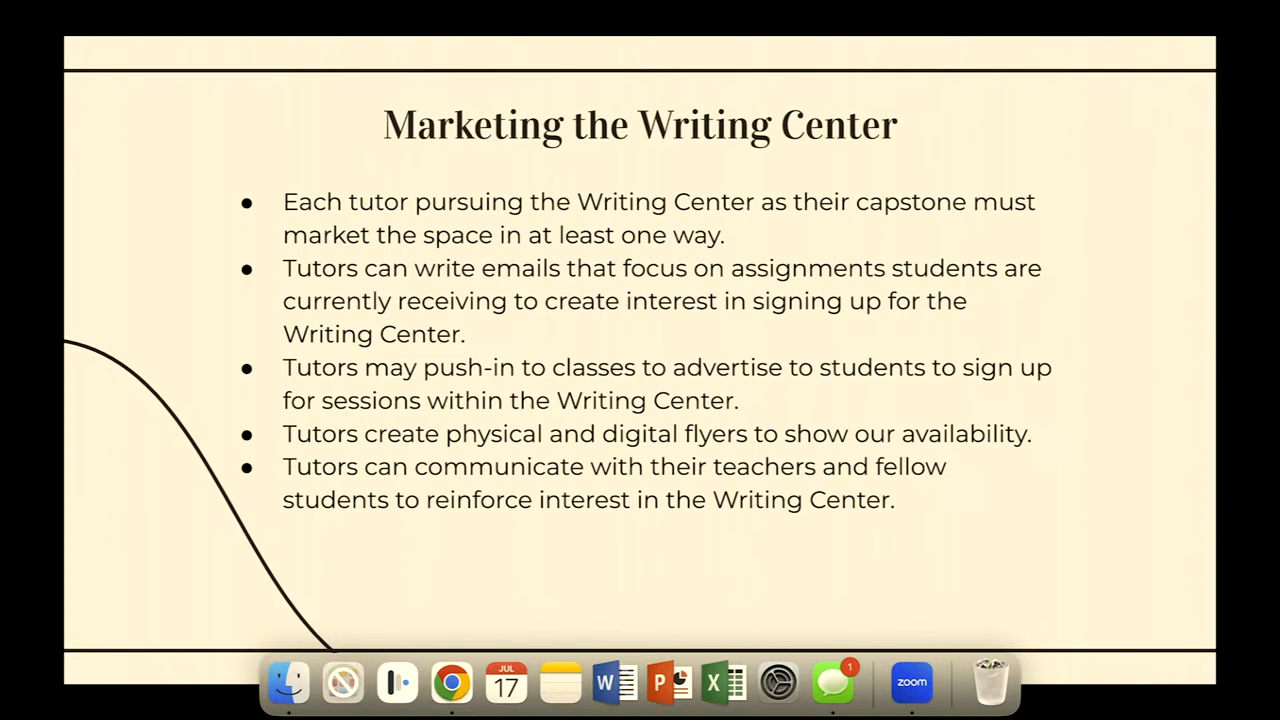 Marketing the Writing Center
● Each tutor pursuing the Writing Center as their capstone must
market the space in at least one way.
● Tutors can write emails that focus on assignments students are
currently receiving to create interest in signing up for the
Writing Center.
● Tutors may push-in to classes to advertise to students to sign up
for sessions within the Writing Center.
● Tutors create physical and digital flyers to show our availability.
● Tutors can communicate with their teachers and fellow
students to reinforce interest in the Writing Center.
JUL
17
W
P
X
1
zoom